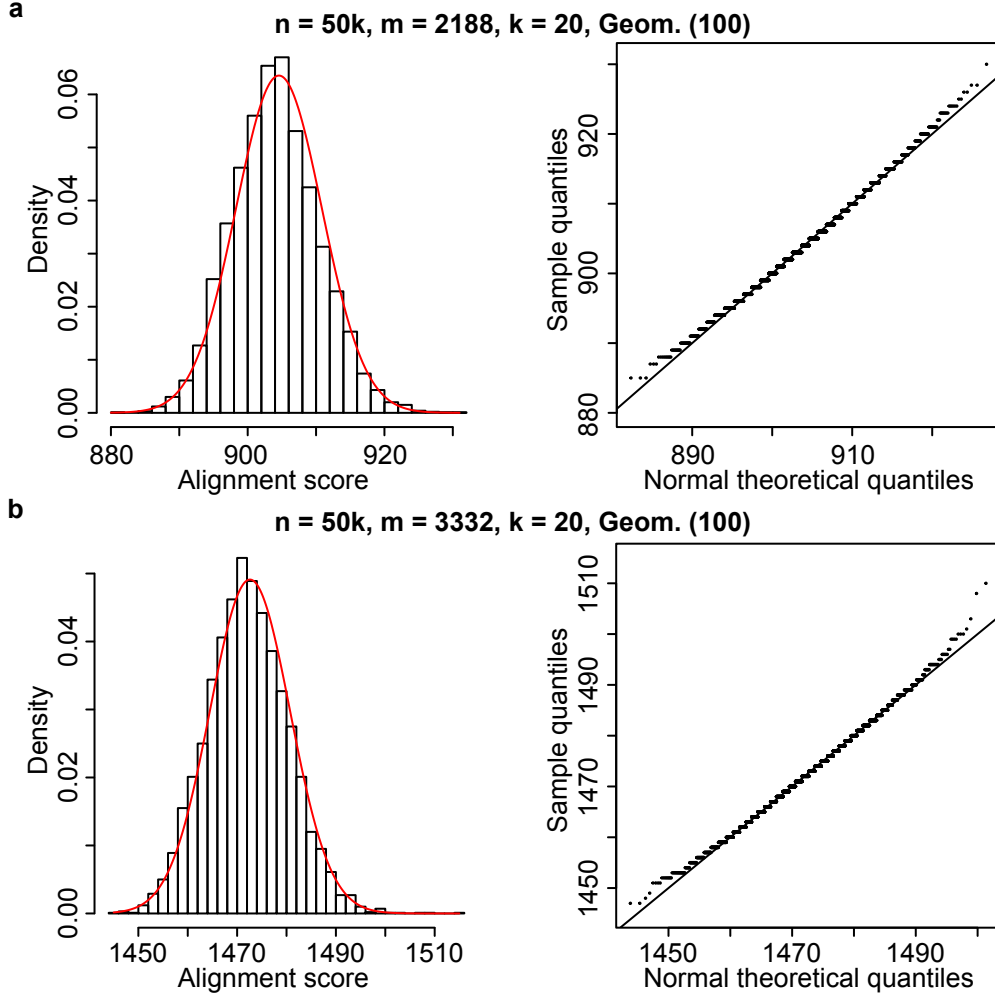 a
n = 50k, m = 2188, k = 20, Geom. (100)
Density
0.00 0.02 0.04 0.06
880 900 920
Alignment score
Sample quantiles
880 900 920
890 910
Normal theoretical quantiles
b
n = 50k, m = 3332, k = 20, Geom. (100)
Density
0.00 0.02 0.04
1450 1470 1490 1510
Alignment score
Sample quantiles
1450 1470 1490 1510
1450 1470 1490
Normal theoretical quantiles